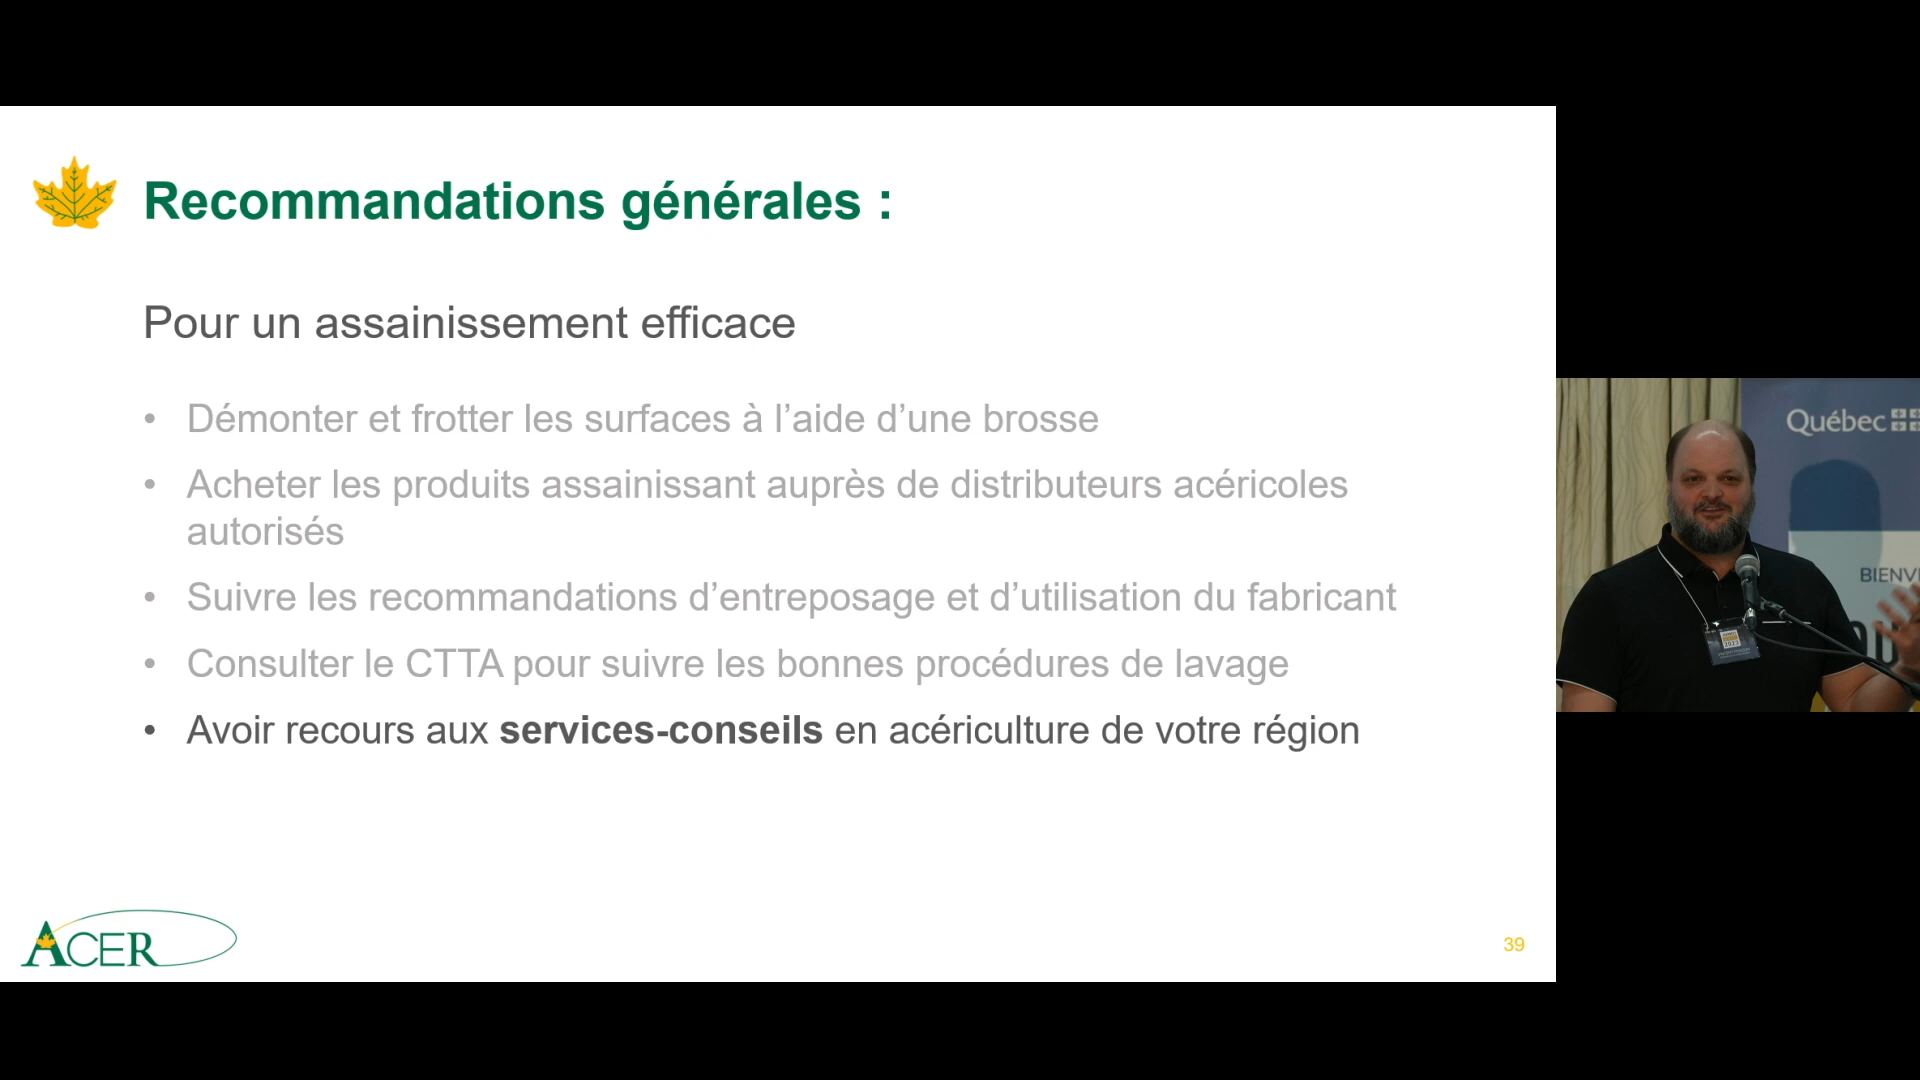 Recommandations générales :
Pour un assainissement efficace
• Démonter et frotter les surfaces à l’aide d’une brosse
• Acheter les produits assainissant auprès de distributeurs acéricoles
autorisés
• Suivre les recommandations d’entreposage et d’utilisation du fabricant
• Consulter le CTTA pour suivre les bonnes procédures de lavage
• Avoir recours aux services-conseils en acériculture de votre région
ACER
39
Québec
BIENV